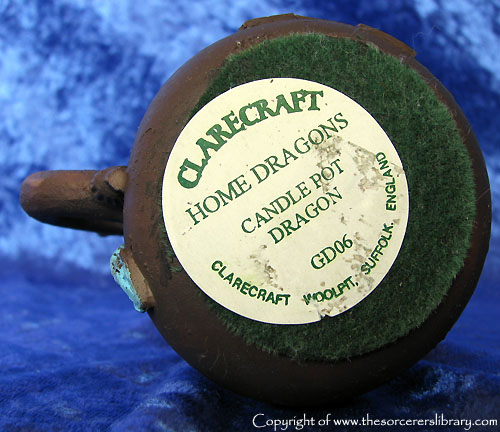 CLARECRAFT
HOME DRAGONS
CANDLE POT
DRAGON
GD06
CLARECRAFT WOOLPIT, SUFFOLK, ENGLAND
Copyright of www.thesorcererslibrary.com